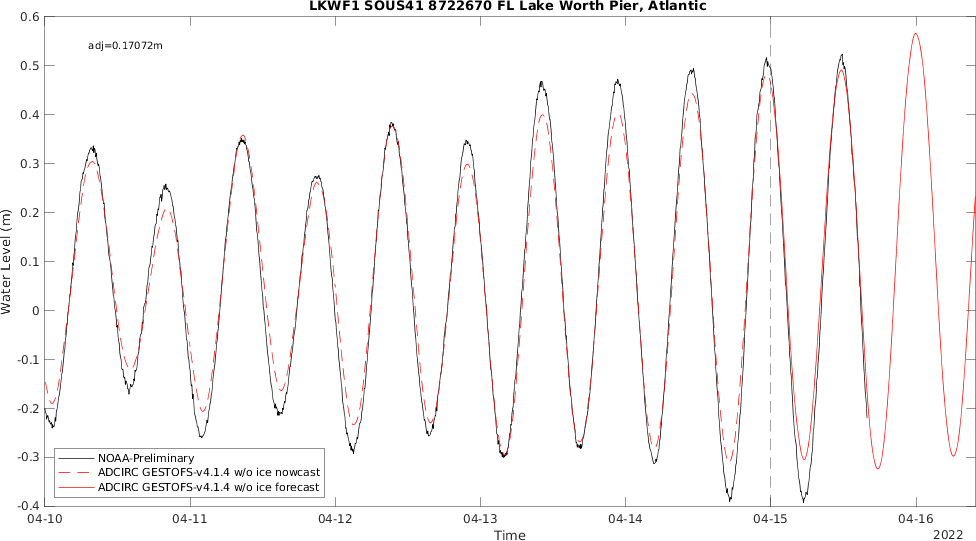 LKWF1 SOUS41 8722670 FL Lake Worth Pier, Atlantic
0.6
adj=0.17072m
0.5
0.4
0.3
0.2
0.1
0
-0.1
-0.2
-0.3
-0.4
Water Level (m)
NOAA-Preliminary
ADCIRC GESTOFS-v4.1.4 w/o ice nowcast
ADCIRC GESTOFS-v4.1.4 w/o ice forecast
04-10 04-11 04-12 04-13 04-14 04-15 04-16
Time
2022